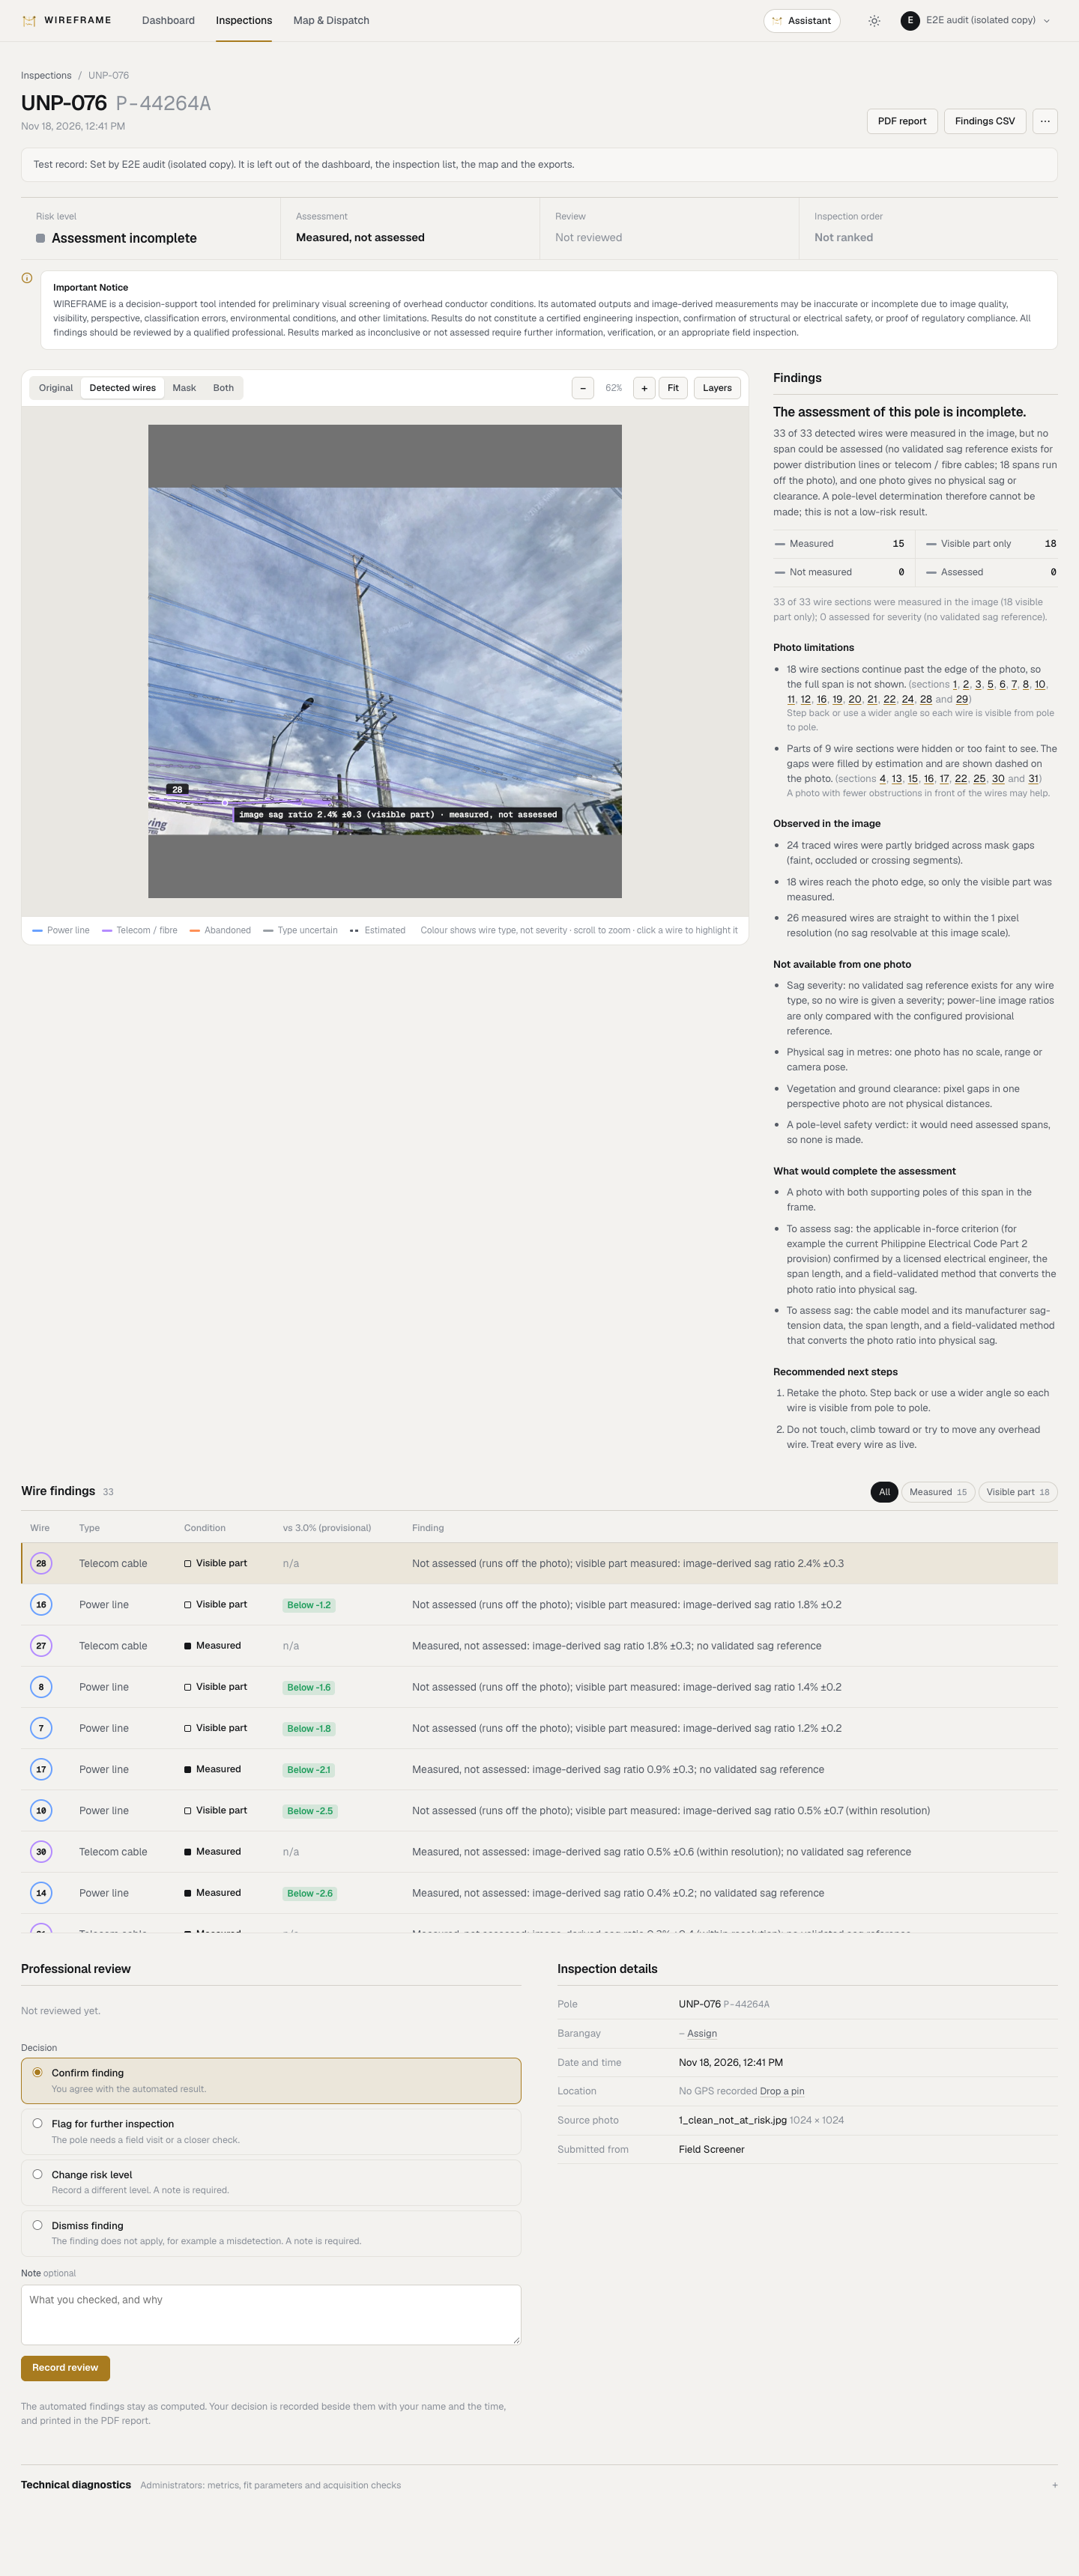 WIREFRAME
Dashboard
Inspections
Map & Dispatch
Assistant
E
E2E audit (isolated copy)
Inspections / UNP-076
UNP-076 P-44264A
Nov 18, 2026, 12:41 PM
PDF report
Findings CSV
···
Test record: Set by E2E audit (isolated copy). It is left out of the dashboard, the inspection list, the map and the exports.
Risk level
Assessment incomplete
Assessment
Measured, not assessed
Review
Not reviewed
Inspection order
Not ranked
Important Notice
WIREFRAME is a decision-support tool intended for preliminary visual screening of overhead conductor conditions. Its automated outputs and image-derived measurements may be inaccurate or incomplete due to image quality,
visibility, perspective, classification errors, environmental conditions, and other limitations. Results do not constitute a certified engineering inspection, confirmation of structural or electrical safety, or proof of regulatory compliance. All
findings should be reviewed by a qualified professional. Results marked as inconclusive or not assessed require further information, verification, or an appropriate field inspection.
Original
Detected wires
Mask
Both
−
62%
+
Fit
Layers
28
image sag ratio 2.4% ±0.3 (visible part) · measured, not assessed
ving
Power line
Telecom / fibre
Abandoned
Type uncertain
Estimated
Colour shows wire type, not severity · scroll to zoom · click a wire to highlight it
Findings
The assessment of this pole is incomplete.
33 of 33 detected wires were measured in the image, but no
span could be assessed (no validated sag reference exists for
power distribution lines or telecom / fibre cables; 18 spans run
off the photo), and one photo gives no physical sag or
clearance. A pole-level determination therefore cannot be
made; this is not a low-risk result.
Measured 15
Visible part only 18
Not measured 0
Assessed 0
33 of 33 wire sections were measured in the image (18 visible
part only); 0 assessed for severity (no validated sag reference).
Photo limitations
• 18 wire sections continue past the edge of the photo, so
the full span is not shown. (sections 1, 2, 3, 5, 6, 7, 8, 10,
11, 12, 16, 19, 20, 21, 22, 24, 28 and 29)
Step back or use a wider angle so each wire is visible from pole
to pole.
• Parts of 9 wire sections were hidden or too faint to see. The
gaps were filled by estimation and are shown dashed on
the photo. (sections 4, 13, 15, 16, 17, 22, 25, 30 and 31)
A photo with fewer obstructions in front of the wires may help.
Observed in the image
• 24 traced wires were partly bridged across mask gaps
(faint, occluded or crossing segments).
• 18 wires reach the photo edge, so only the visible part was
measured.
• 26 measured wires are straight to within the 1 pixel
resolution (no sag resolvable at this image scale).
Not available from one photo
• Sag severity: no validated sag reference exists for any wire
type, so no wire is given a severity; power-line image ratios
are only compared with the configured provisional
reference.
• Physical sag in metres: one photo has no scale, range or
camera pose.
• Vegetation and ground clearance: pixel gaps in one
perspective photo are not physical distances.
• A pole-level safety verdict: it would need assessed spans,
so none is made.
What would complete the assessment
• A photo with both supporting poles of this span in the
frame.
• To assess sag: the applicable in-force criterion (for
example the current Philippine Electrical Code Part 2
provision) confirmed by a licensed electrical engineer, the
span length, and a field-validated method that converts the
photo ratio into physical sag.
• To assess sag: the cable model and its manufacturer sag-
tension data, the span length, and a field-validated method
that converts the photo ratio into physical sag.
Recommended next steps
1. Retake the photo. Step back or use a wider angle so each
wire is visible from pole to pole.
2. Do not touch, climb toward or try to move any overhead
wire. Treat every wire as live.
Wire findings 33
All
Measured 15
Visible part 18
Wire Type Condition vs 3.0% (provisional) Finding
28 Telecom cable Visible part n/a Not assessed (runs off the photo); visible part measured: image-derived sag ratio 2.4% ±0.3
16 Power line Visible part Below -1.2 Not assessed (runs off the photo); visible part measured: image-derived sag ratio 1.8% ±0.2
27 Telecom cable Measured n/a Measured, not assessed: image-derived sag ratio 1.8% ±0.3; no validated sag reference
8 Power line Visible part Below -1.6 Not assessed (runs off the photo); visible part measured: image-derived sag ratio 1.4% ±0.2
7 Power line Visible part Below -1.8 Not assessed (runs off the photo); visible part measured: image-derived sag ratio 1.2% ±0.2
17 Power line Measured Below -2.1 Measured, not assessed: image-derived sag ratio 0.9% ±0.3; no validated sag reference
10 Power line Visible part Below -2.5 Not assessed (runs off the photo); visible part measured: image-derived sag ratio 0.5% ±0.7 (within resolution)
30 Telecom cable Measured n/a Measured, not assessed: image-derived sag ratio 0.5% ±0.6 (within resolution); no validated sag reference
14 Power line Measured Below -2.6 Measured, not assessed: image-derived sag ratio 0.4% ±0.2; no validated sag reference
Professional review
Not reviewed yet.
Decision
Confirm finding
You agree with the automated result.
Flag for further inspection
The pole needs a field visit or a closer check.
Change risk level
Record a different level. A note is required.
Dismiss finding
The finding does not apply, for example a misdetection. A note is required.
Note optional
What you checked, and why
Record review
The automated findings stay as computed. Your decision is recorded beside them with your name and the time,
and printed in the PDF report.
Inspection details
Pole UNP-076 P-44264A
Barangay – Assign
Date and time Nov 18, 2026, 12:41 PM
Location No GPS recorded Drop a pin
Source photo 1_clean_not_at_risk.jpg 1024 × 1024
Submitted from Field Screener
Technical diagnostics Administrators: metrics, fit parameters and acquisition checks +